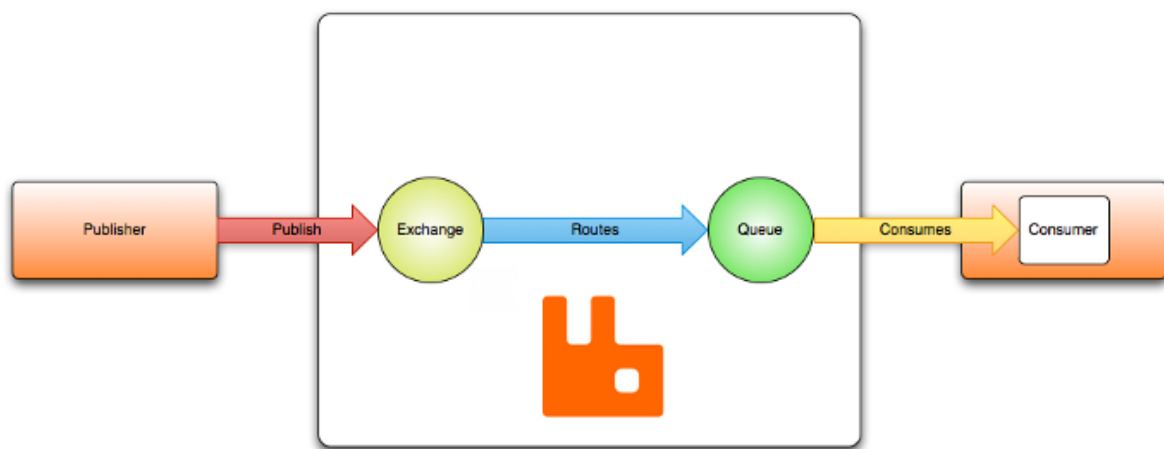 Publisher
Publish
Exchange
Routes
Queue
Consumes
Consumer